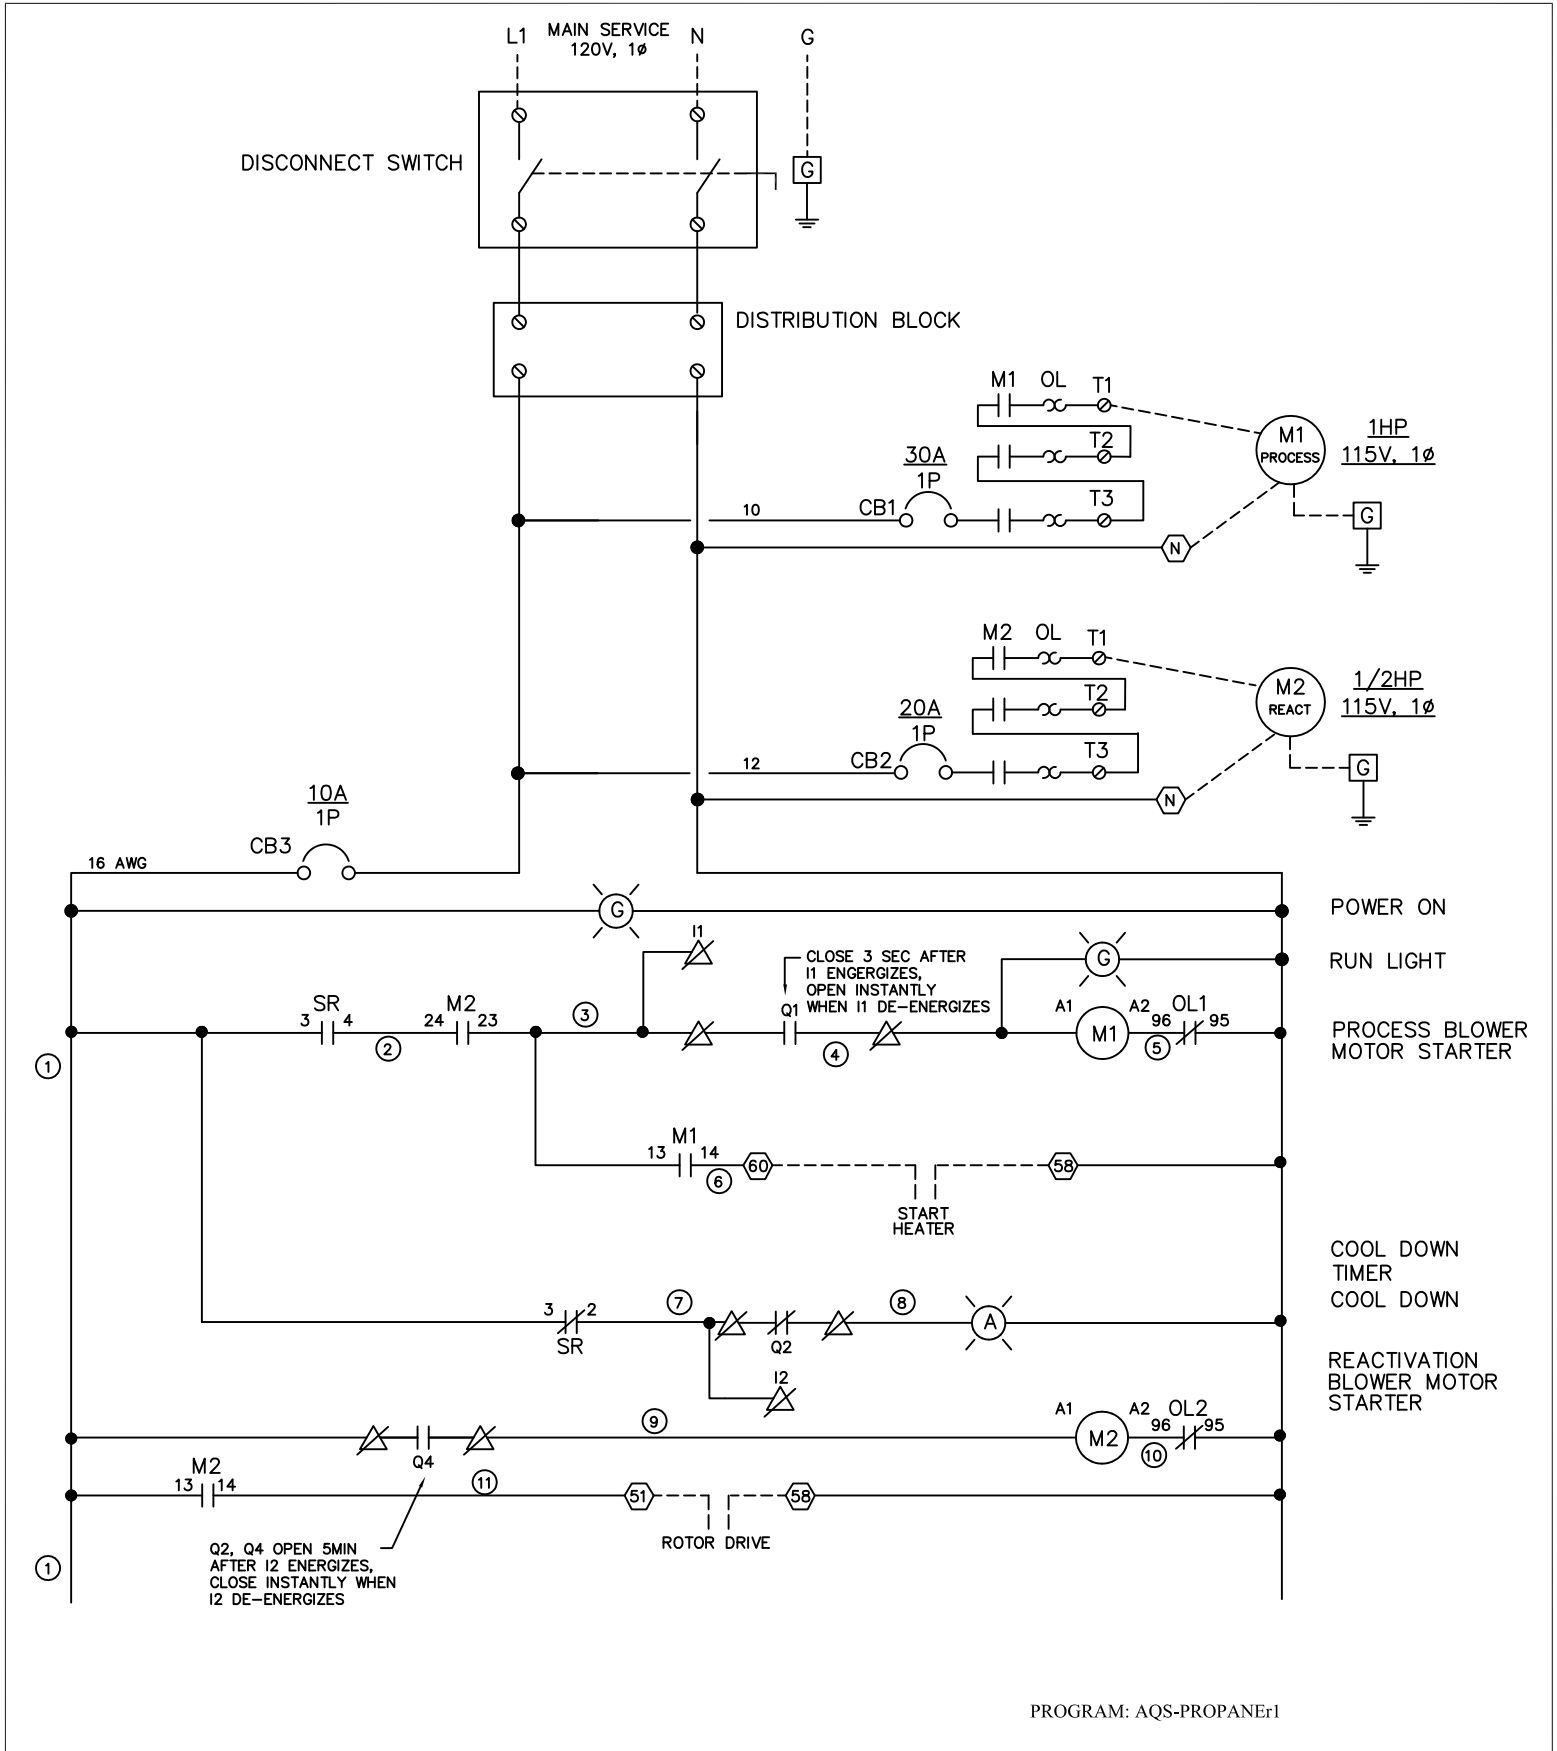 L1 MAIN SERVICE N G
120V, 1ø
DISCONNECT SWITCH
G
DISTRIBUTION BLOCK
M1 OL T1
T2
T3
30A
1P
CB1
10
M1
PROCESS
1HP
115V, 1ø
G
N
M2 OL T1
T2
T3
20A
1P
CB2
12
M2
REACT
1/2HP
115V, 1ø
G
N
10A
1P
CB3
16 AWG
G
POWER ON
I1
CLOSE 3 SEC AFTER
I1 ENGERGIZES,
OPEN INSTANTLY
WHEN I1 DE-ENERGIZES
G
RUN LIGHT
SR
3 4
2
M2
24 23
3
Q1
4
A1 M1 A2
5
OL1
96 95
PROCESS BLOWER
MOTOR STARTER
1
M1
13 14
6
60
58
START
HEATER
COOL DOWN
TIMER
COOL DOWN
3 2
SR
7
Q2
8
A
I2
REACTIVATION
BLOWER MOTOR
STARTER
Q4
9
A1 M2 A2
10
OL2
96 95
M2
13 14
11
51
58
ROTOR DRIVE
1
Q2, Q4 OPEN 5MIN
AFTER I2 ENERGIZES,
CLOSE INSTANTLY WHEN
I2 DE-ENERGIZES
PROGRAM: AQS-PROPANEr1